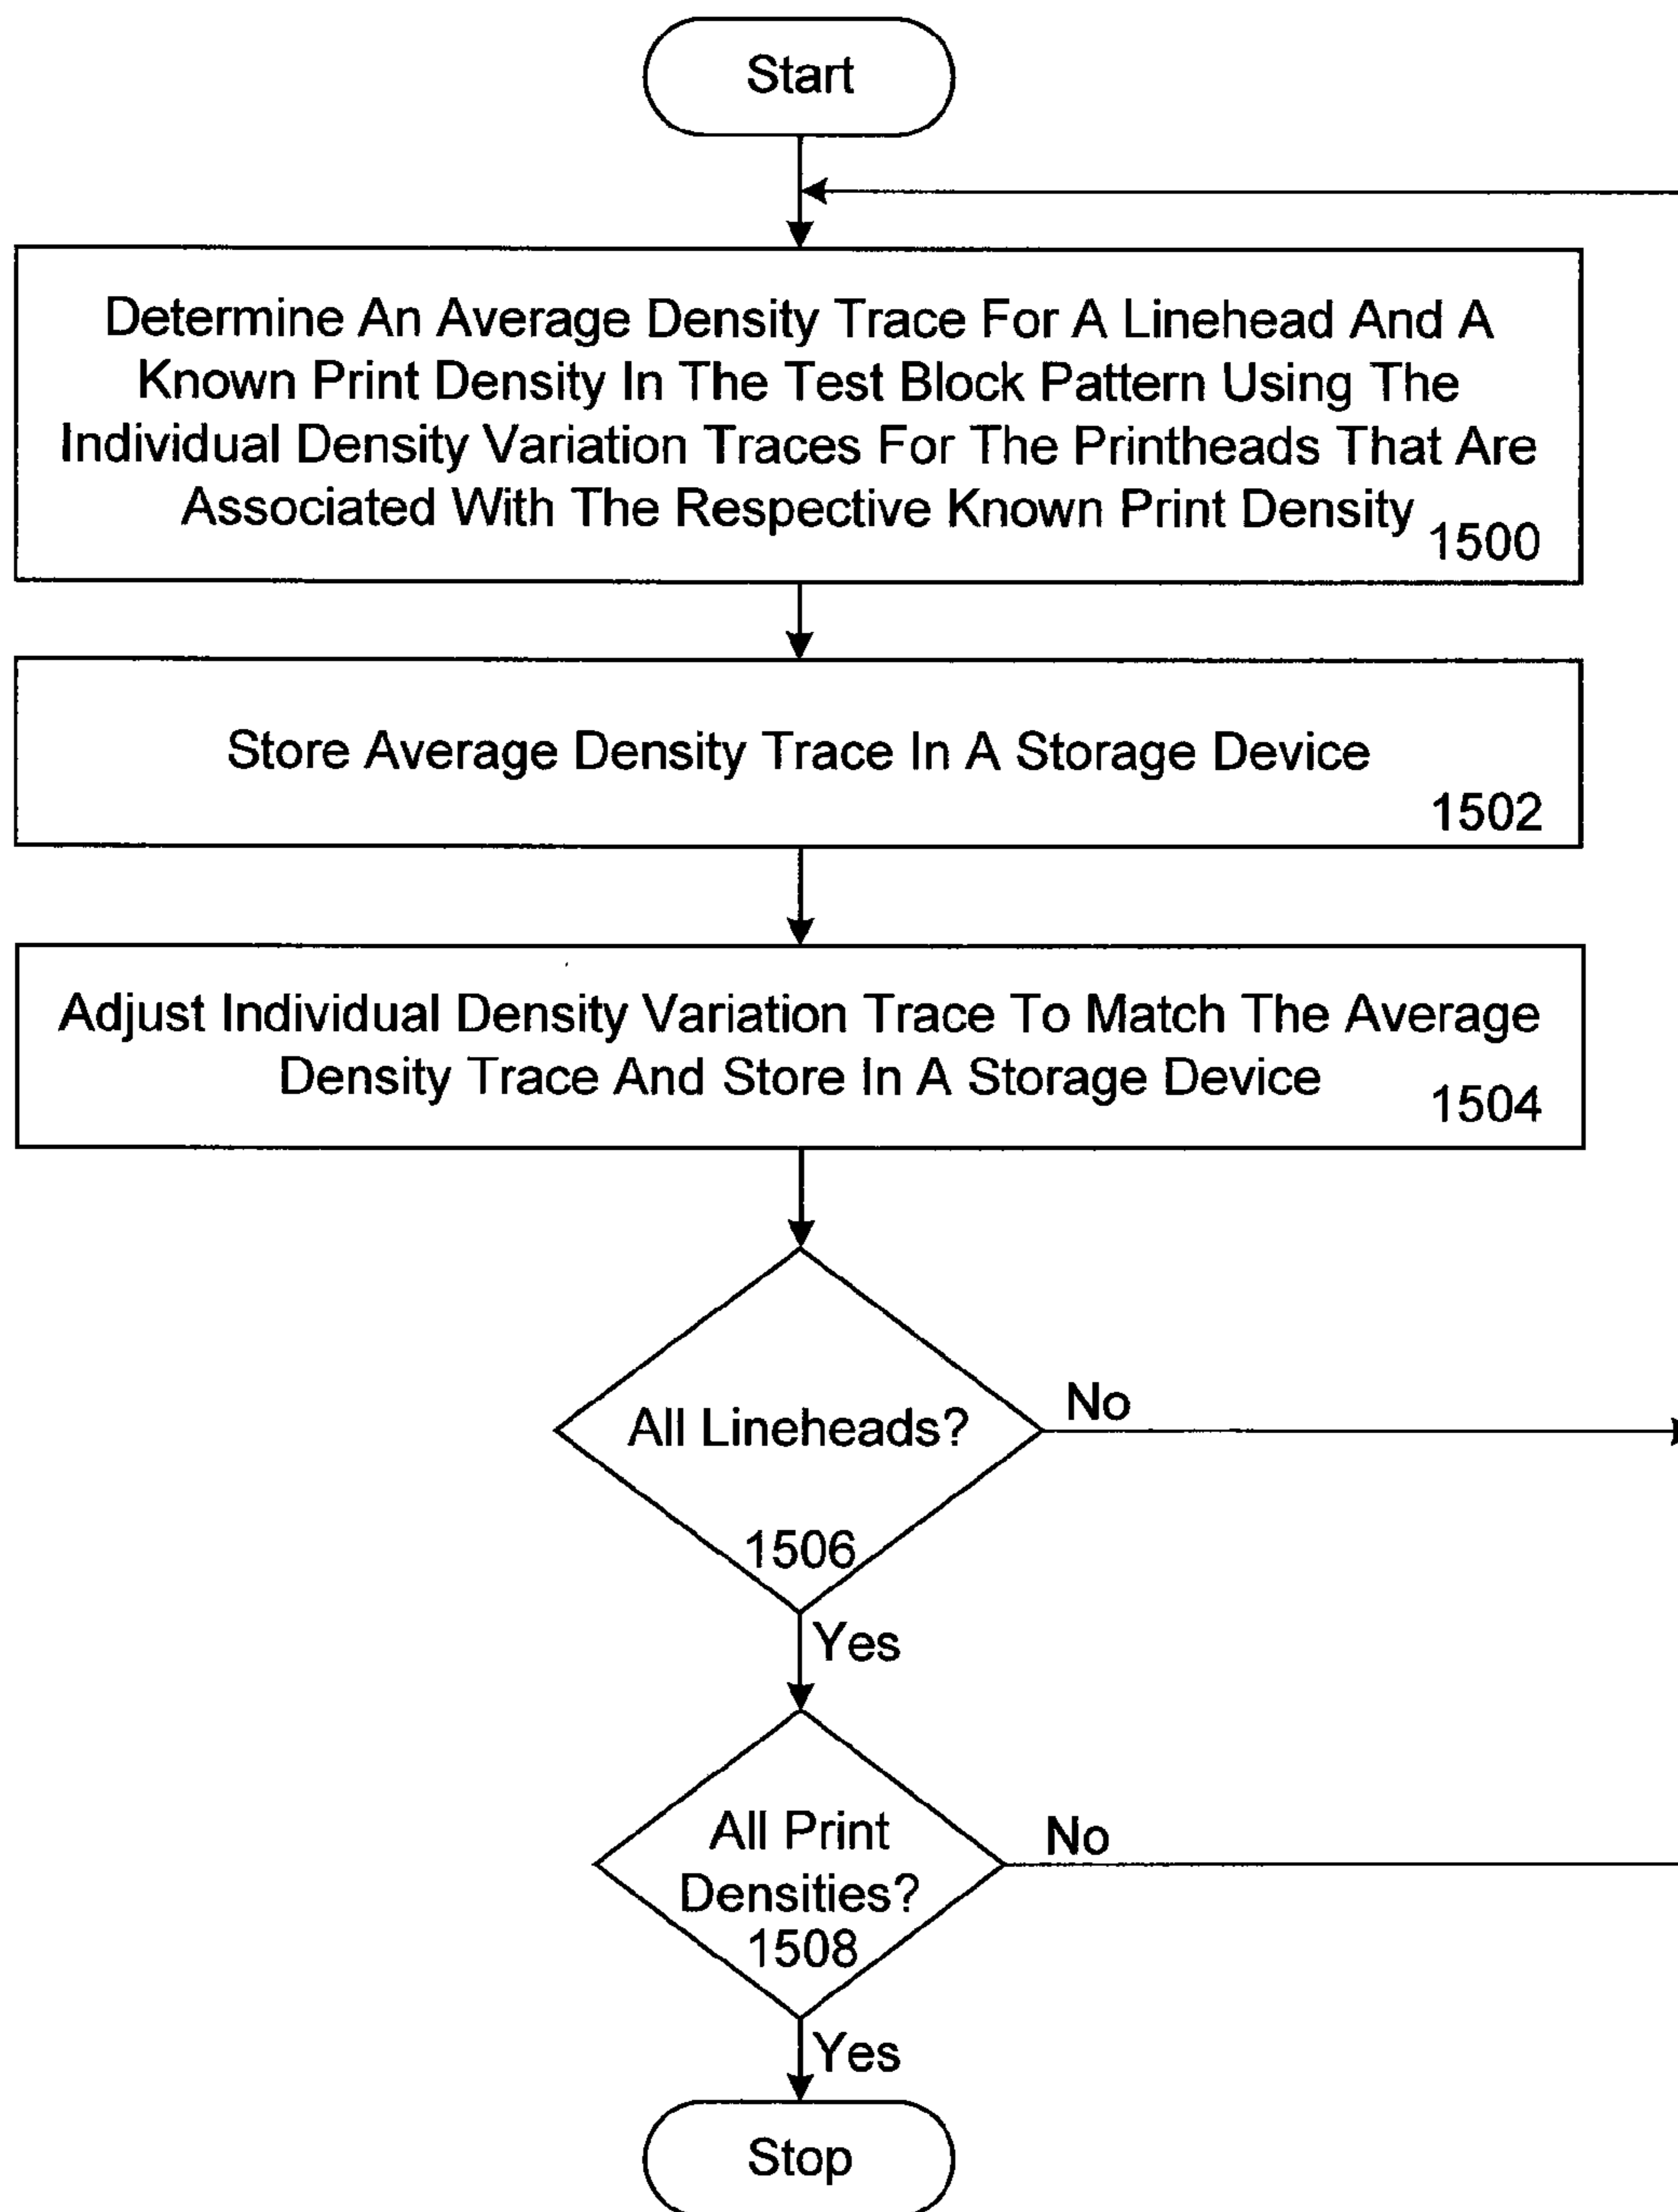 Start
Determine An Average Density Trace For A Linehead And A
Known Print Density In The Test Block Pattern Using The
Individual Density Variation Traces For The Printheads That Are
Associated With The Respective Known Print Density
1500
Store Average Density Trace In A Storage Device
1502
Adjust Individual Density Variation Trace To Match The Average
Density Trace And Store In A Storage Device
1504
All Lineheads?
No
1506
Yes
All Print
Densities?
No
1508
Yes
Stop